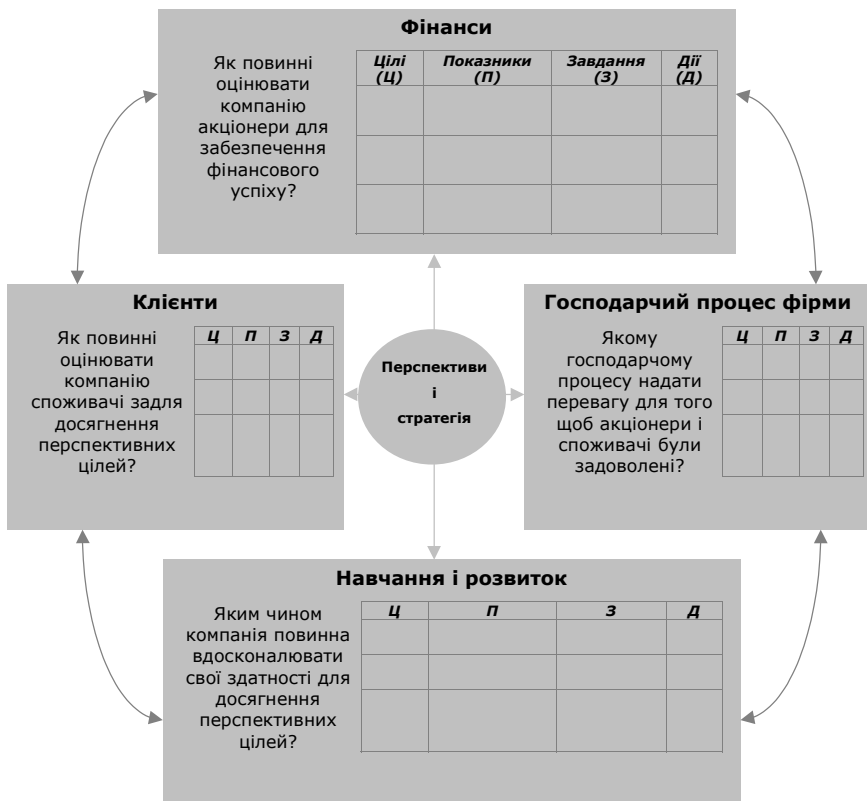 Фінанси
Як повинні
оцінювати
компанію
акціонери для
забезпечення
фінансового
успіху?
Цілі Показники Завдання Дії
(Ц) (П) (З) (Д)
Клієнти
Як повинні
оцінювати
компанію
споживачі задля
досягнення
перспективних
цілей?
Ц П З Д
Перспективи
і
стратегія
Господарчий процес фірми
Якому
господарчому
процесу надати
перевагу для того
щоб акціонери і
споживачі були
задоволені?
Ц П З Д
Навчання і розвиток
Яким чином
компанія повинна
вдосконалювати
свої здатності для
досягнення
перспективних
цілей?
Ц П З Д